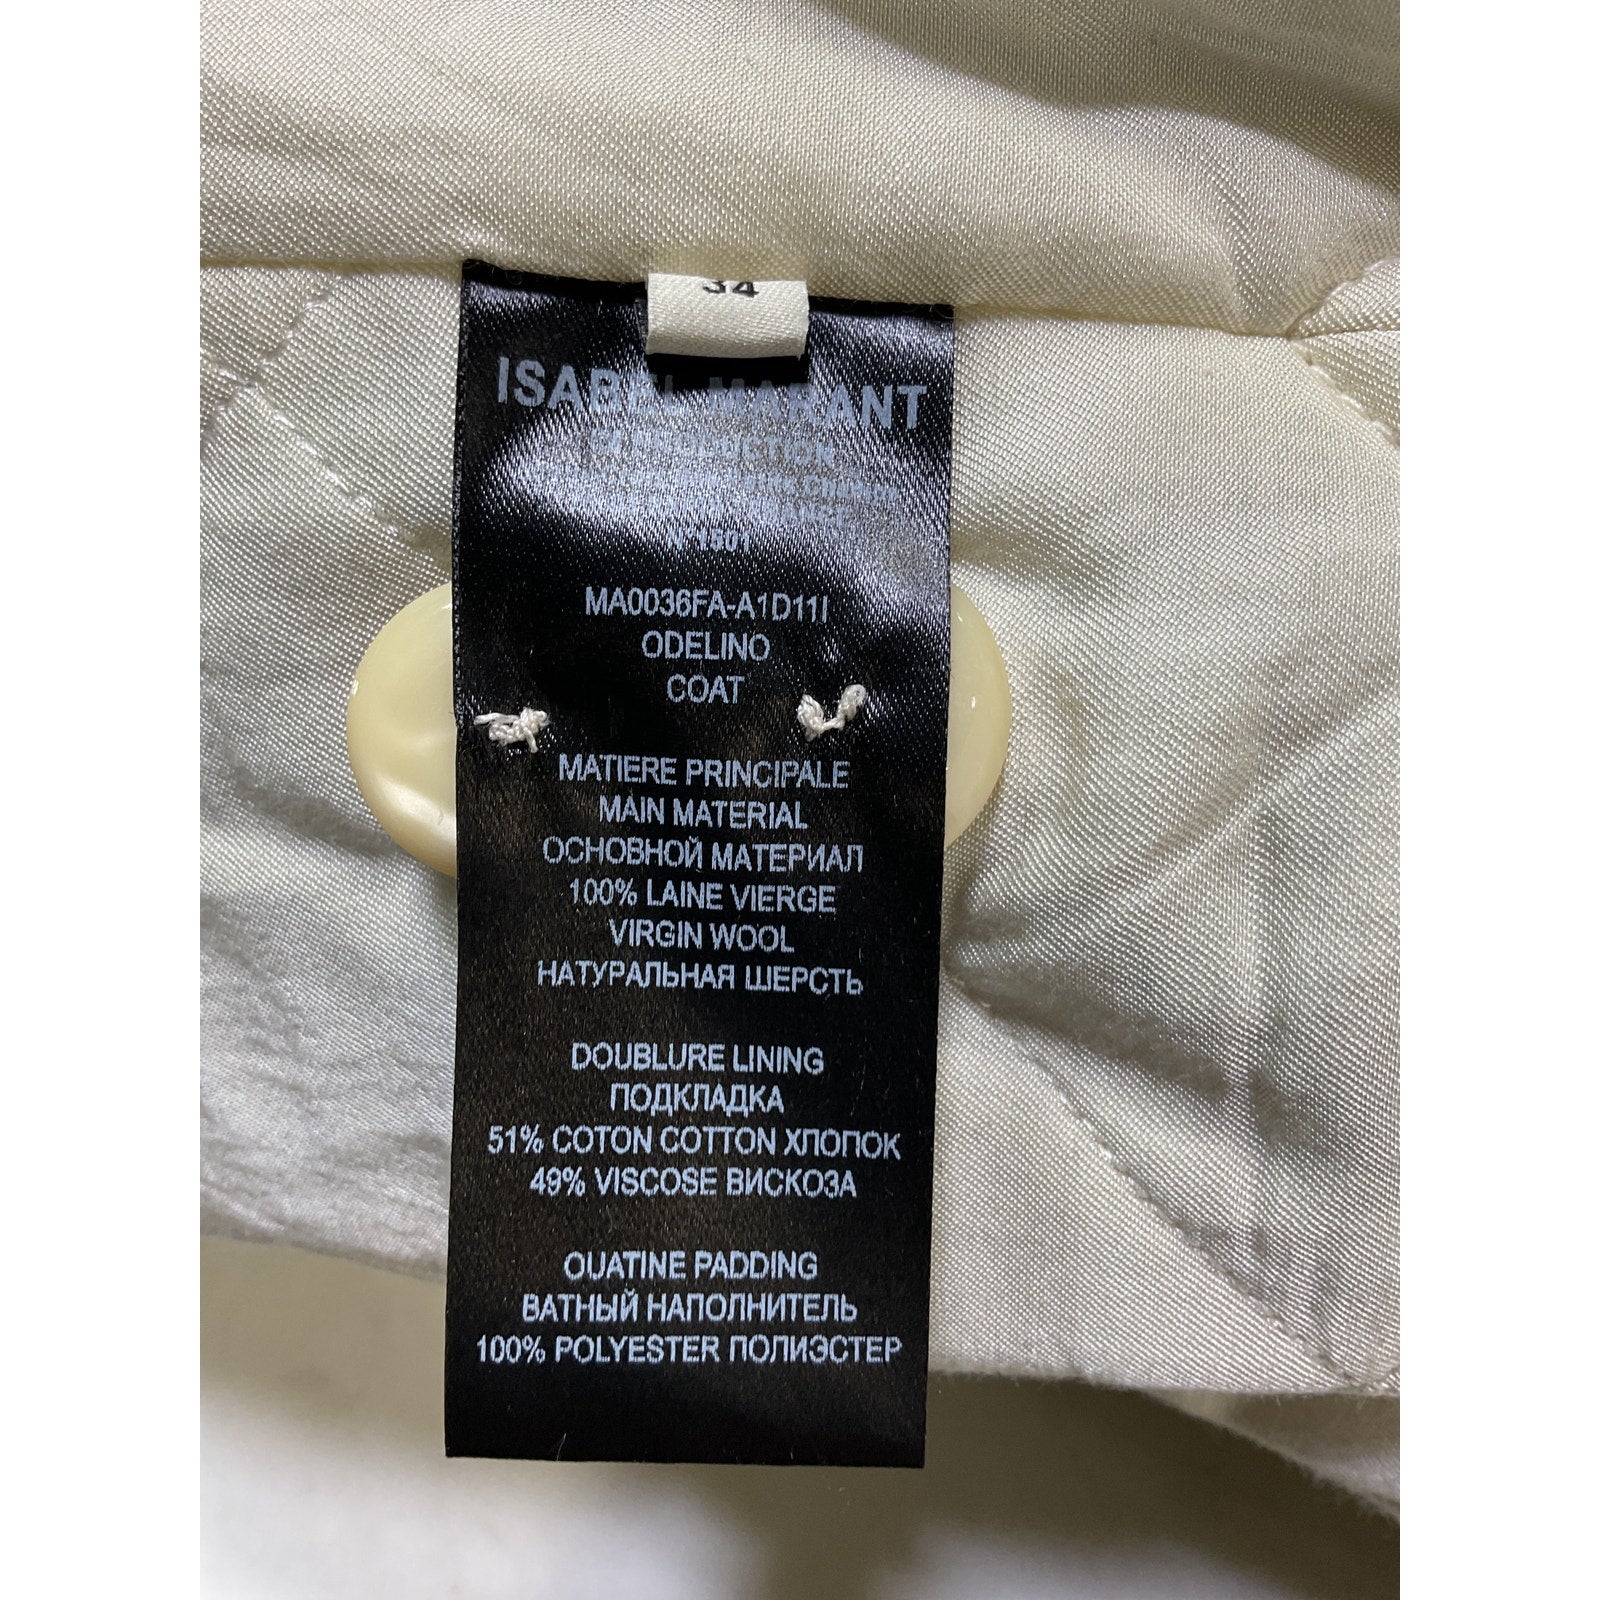 34
ISABEL MARANT
N°1501
MA0036FA-A1D11I
ODELINO
COAT
MATIERE PRINCIPALE
MAIN MATERIAL
ОСНОВНОЙ МАТЕРИАЛ
100% LAINE VIERGE
VIRGIN WOOL
НАТУРАЛЬНАЯ ШЕРСТЬ
DOUBLURE LINING
ПОДКЛАДКА
51% COTON COTTON ХЛОПОК
49% VISCOSE ВИСКОЗА
OUATINE PADDING
ВАТНЫЙ НАПОЛНИТЕЛЬ
100% POLYESTER ПОЛИЭСТЕР